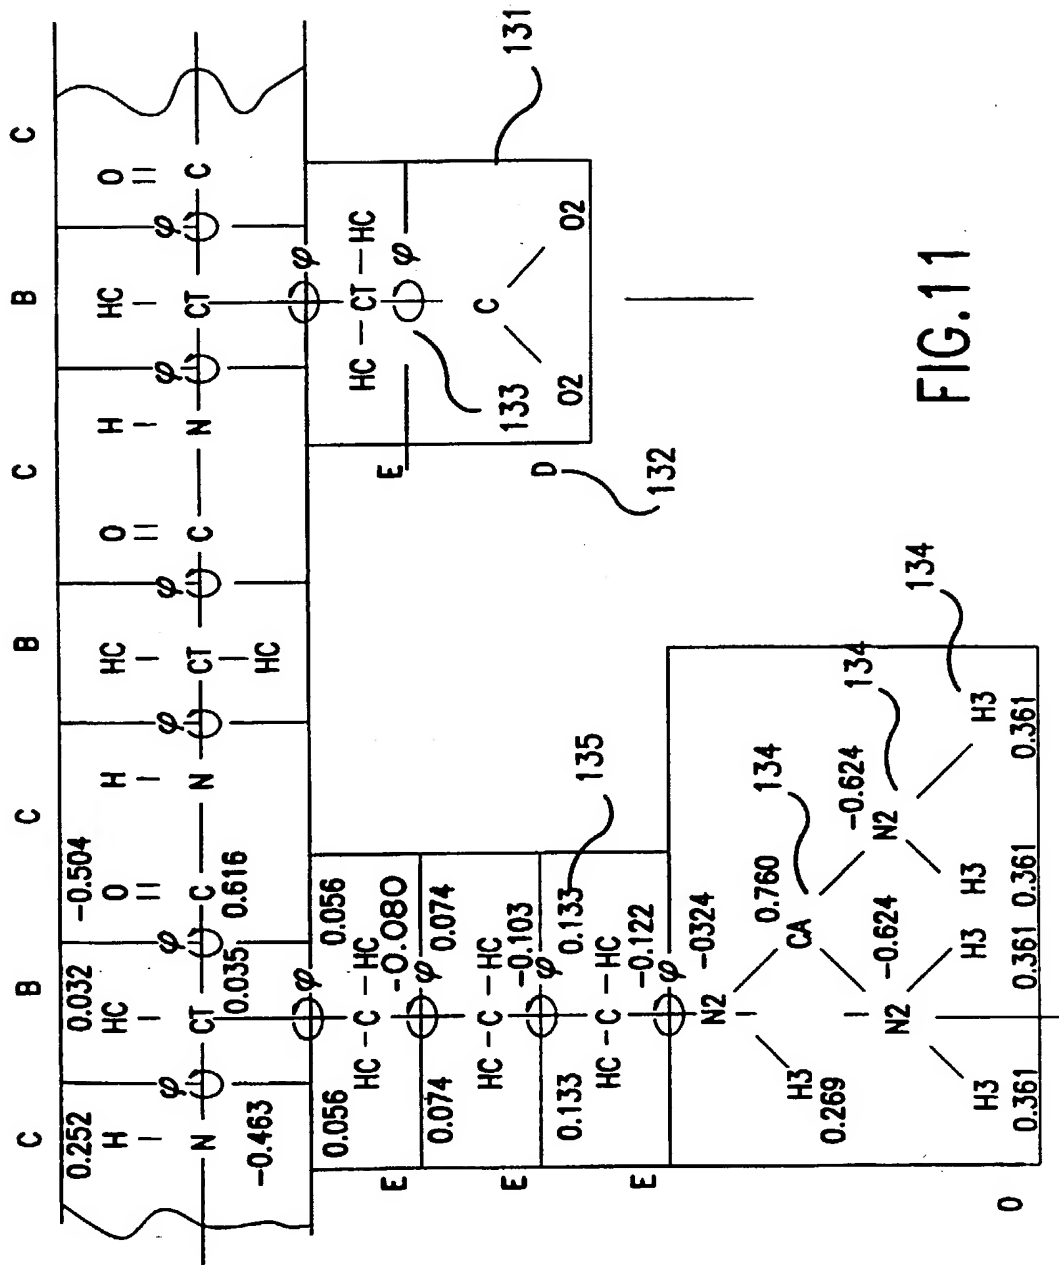 C B C B C B C
0.252 0.032 -0.504
H HC O H HC O H HC O
φ φ φ φ φ φ
N — CT — C — N — CT — C — N — CT — C
0.035 0.616
-0.463 HC
φ φ
0.056 0.056
HC-C-HC HC-CT-HC
-0.080
E φ E φ
0.074 0.074
HC-C-HC C
-0.103 133 131
E φ
0.133 0.133 135 D
HC-C-HC O2 O2
-0.122
E φ 132
N2 -0324
H3 CA 0.760 134
0.269
-0.624 -0.624 134
N2 N2
H3 H3 H3 H3 134
0.361 0.361 0.361 0.361
O
FIG.11